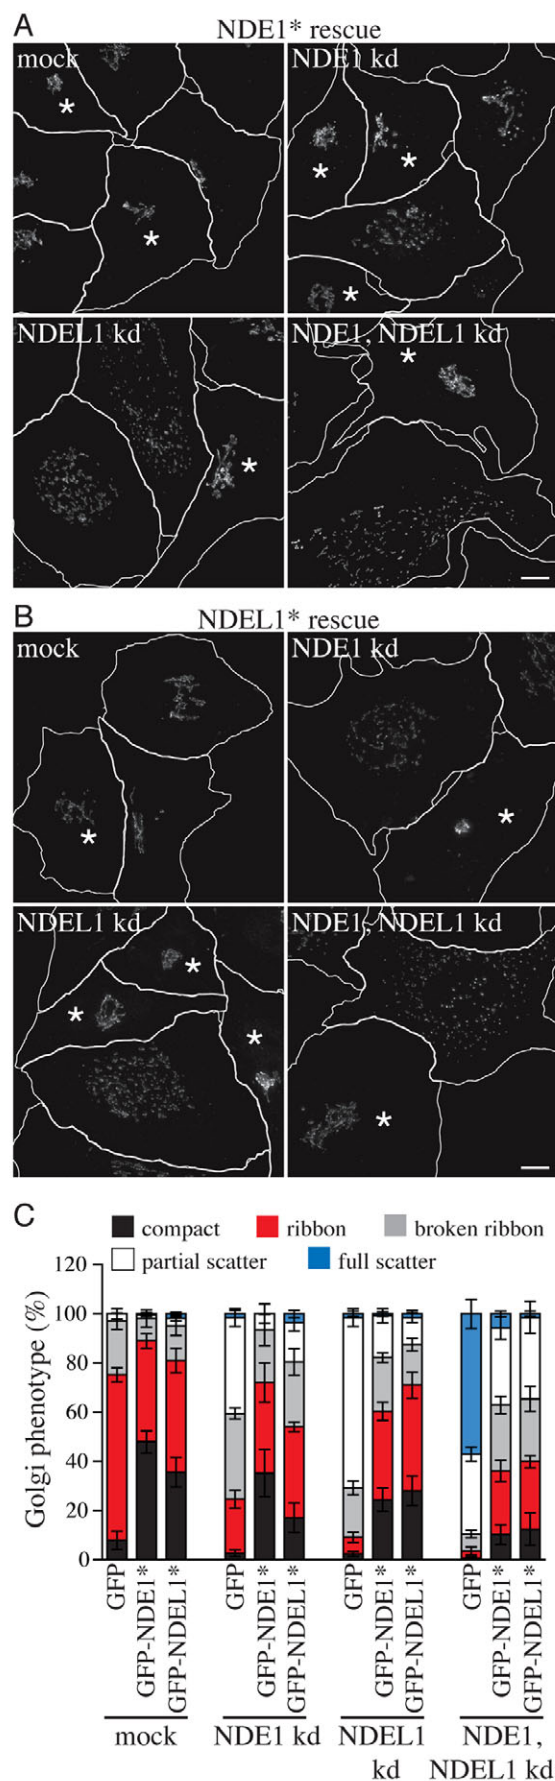 A
NDE1* rescue
mock
NDE1 kd
*
*
*
*
*
NDEL1 kd
NDE1, NDEL1 kd
*
*
B
NDEL1* rescue
mock
NDE1 kd
*
*
NDEL1 kd
NDE1, NDEL1 kd
*
*
*
*
C
compact ribbon broken ribbon
partial scatter full scatter
Golgi phenotype (%)
120
100
80
60
40
20
0
GFP
GFP-NDE1*
GFP-NDEL1*
GFP
GFP-NDE1*
GFP-NDEL1*
GFP
GFP-NDE1*
GFP-NDEL1*
GFP
GFP-NDE1*
GFP-NDEL1*
mock
NDE1 kd
NDEL1
kd
NDE1,
NDEL1 kd